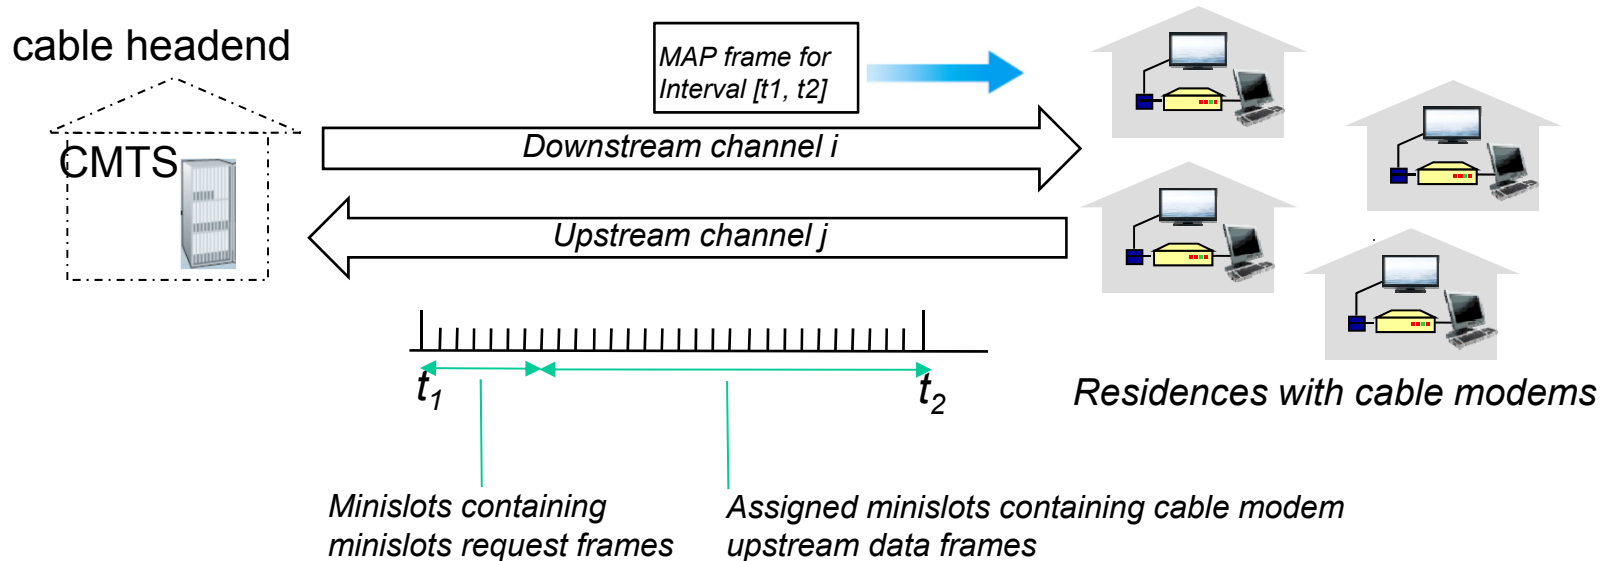 cable headend
MAP frame for
Interval [t1, t2]
CMTS
Downstream channel i
Upstream channel j
t1
t2
Residences with cable modems
Minislots containing
minislots request frames
Assigned minislots containing cable modem
upstream data frames